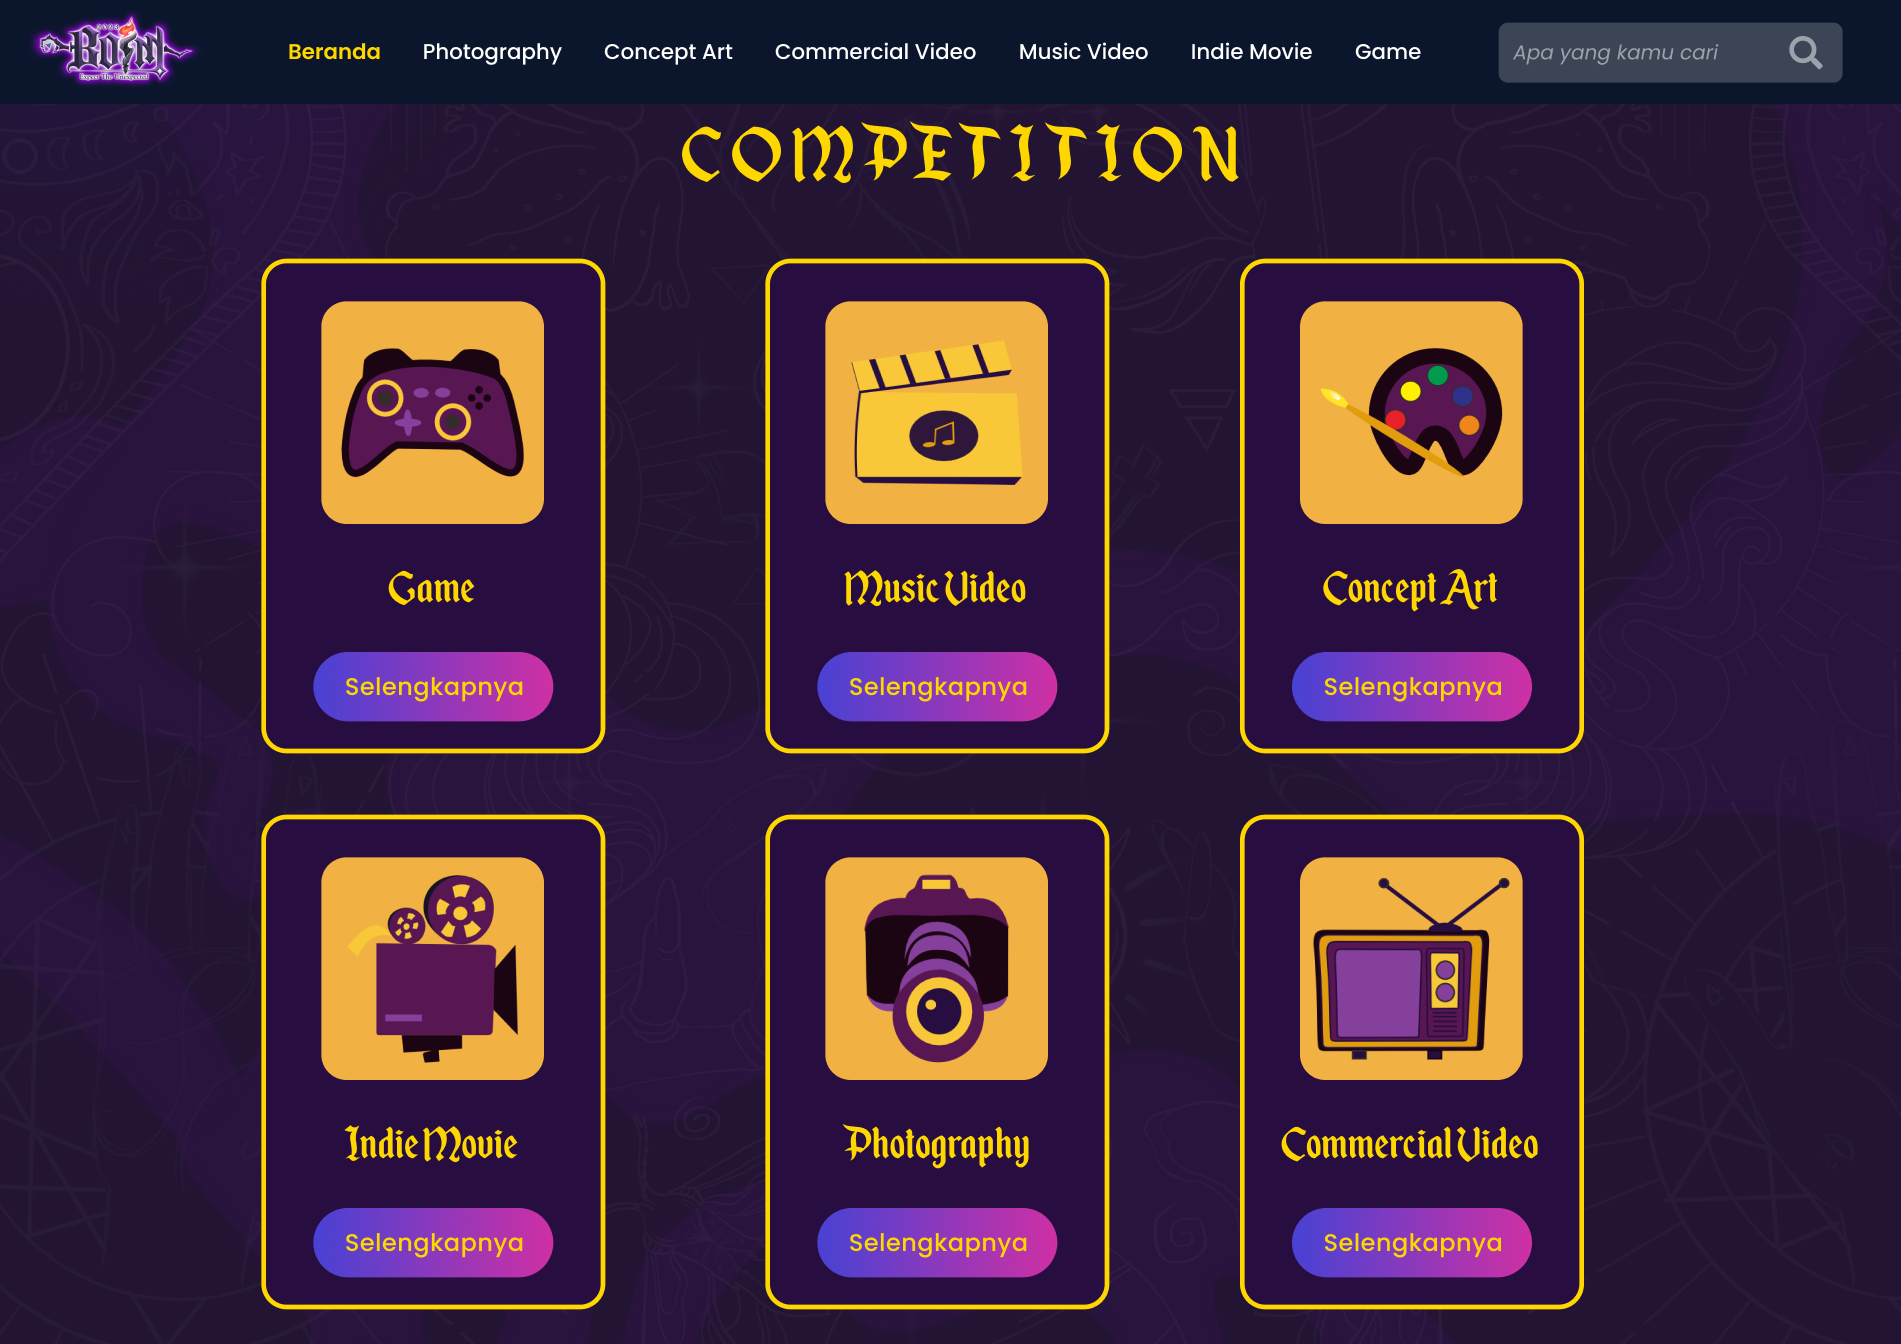 2023
BOIM
Expect The Unexpected
Beranda Photography Concept Art Commercial Video Music Video Indie Movie Game
Apa yang kamu cari
COMPETITION
Game
Selengkapnya
Music Video
Selengkapnya
Concept Art
Selengkapnya
Indie Movie
Selengkapnya
Photography
Selengkapnya
Commercial Video
Selengkapnya